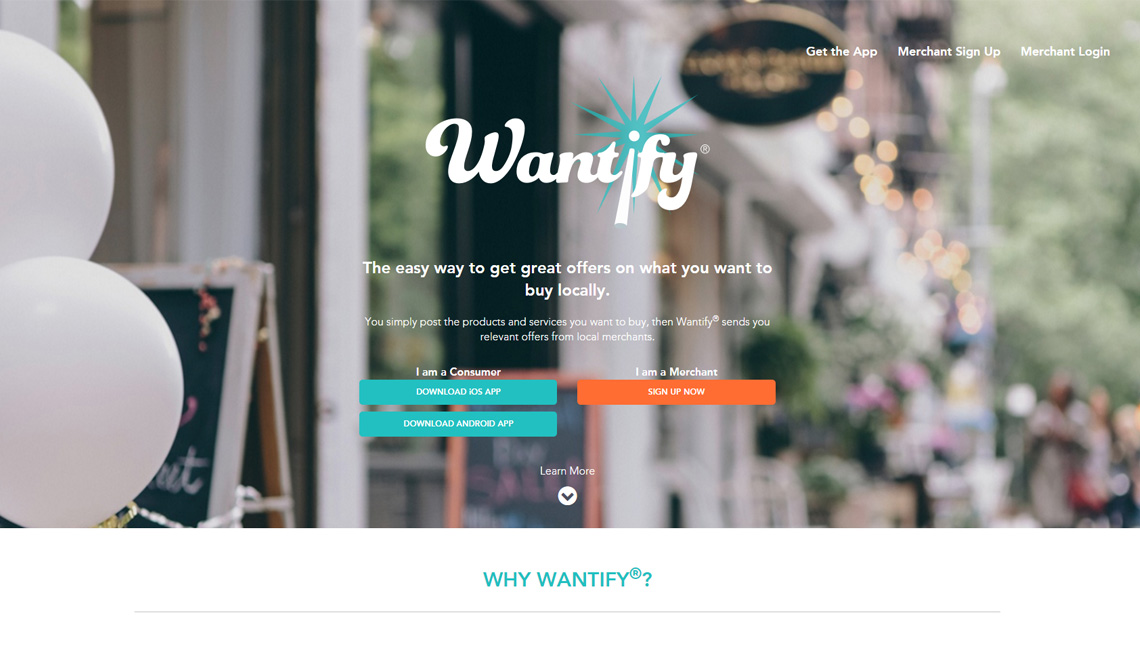 Get the App Merchant Sign Up Merchant Login
Wantify®
The easy way to get great offers on what you want to
buy locally.
You simply post the products and services you want to buy, then Wantify® sends you
relevant offers from local merchants.
I am a Consumer I am a Merchant
DOWNLOAD iOS APP SIGN UP NOW
DOWNLOAD ANDROID APP
Learn More
WHY WANTIFY®?